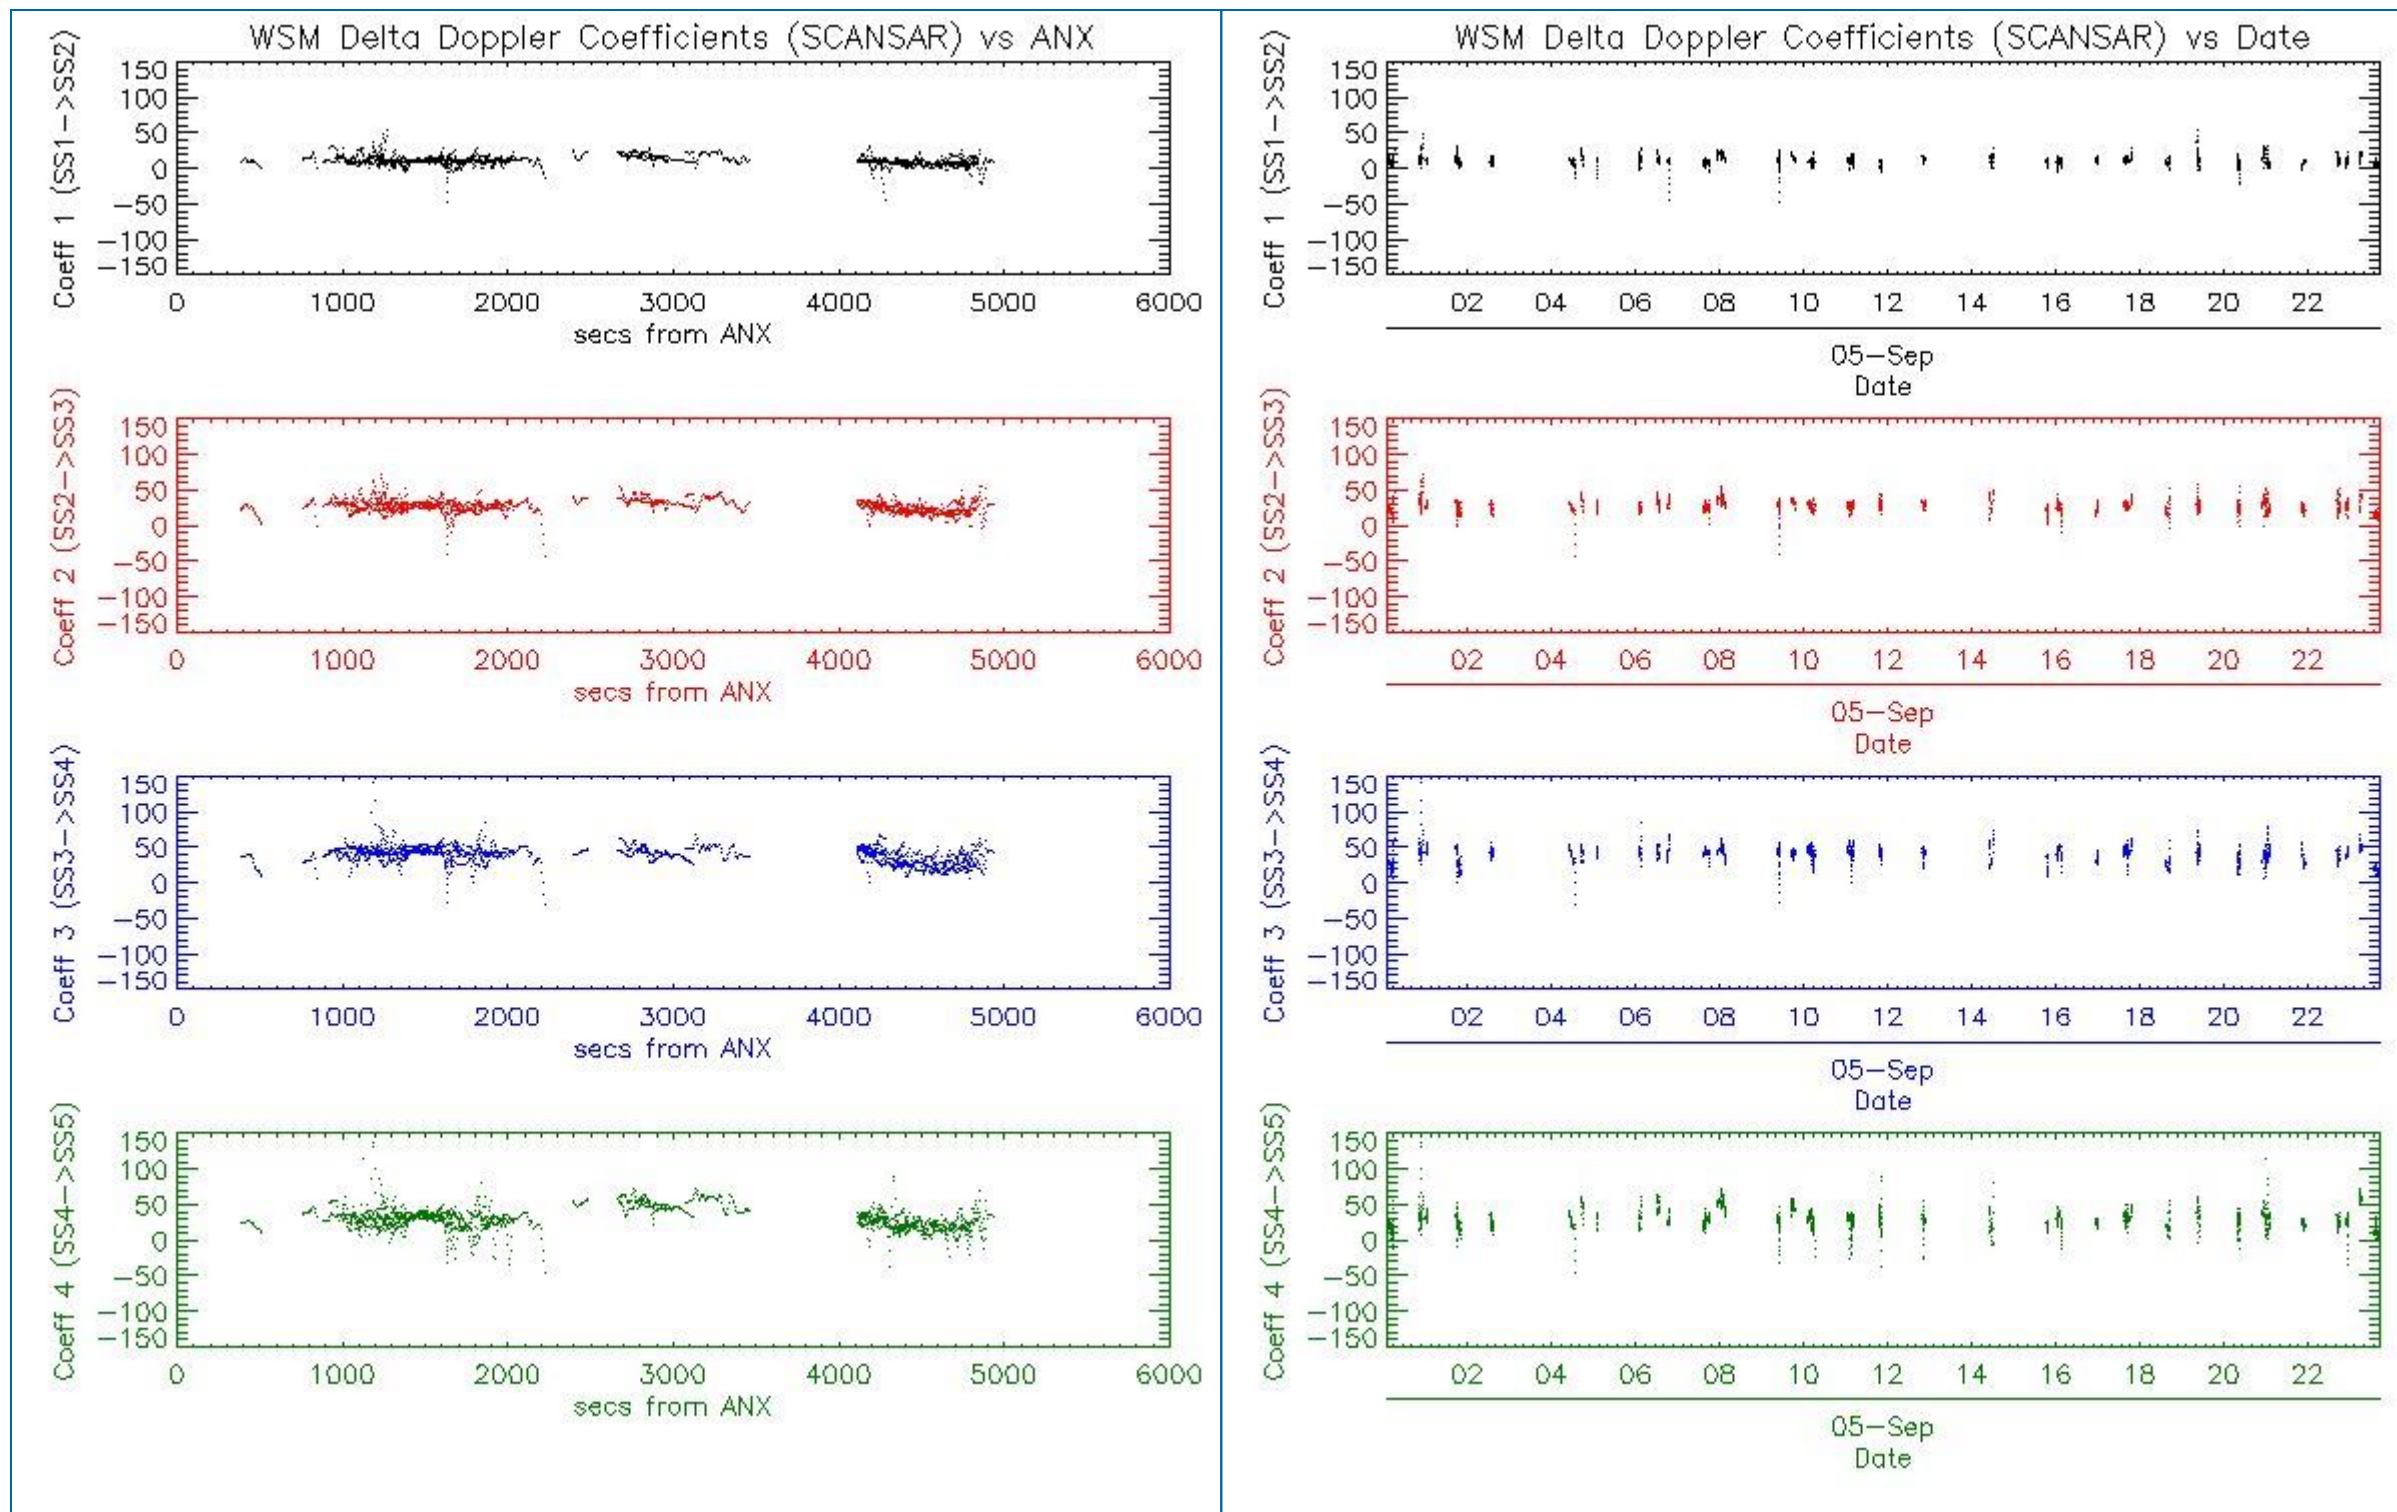 WSM Delta Doppler Coefficients (SCANSAR) vs ANX
Coeff 1 (SS1->SS2)
150
100
50
0
-50
-100
-150
0 1000 2000 3000 4000 5000 6000
secs from ANX
Coeff 2 (SS2->SS3)
150
100
50
0
-50
-100
-150
0 1000 2000 3000 4000 5000 6000
secs from ANX
Coeff 3 (SS3->SS4)
150
100
50
0
-50
-100
-150
0 1000 2000 3000 4000 5000 6000
secs from ANX
Coeff 4 (SS4->SS5)
150
100
50
0
-50
-100
-150
0 1000 2000 3000 4000 5000 6000
secs from ANX
WSM Delta Doppler Coefficients (SCANSAR) vs Date
Coeff 1 (SS1->SS2)
150
100
50
0
-50
-100
-150
02 04 06 08 10 12 14 16 18 20 22
05-Sep
Date
Coeff 2 (SS2->SS3)
150
100
50
0
-50
-100
-150
02 04 06 08 10 12 14 16 18 20 22
05-Sep
Date
Coeff 3 (SS3->SS4)
150
100
50
0
-50
-100
-150
02 04 06 08 10 12 14 16 18 20 22
05-Sep
Date
Coeff 4 (SS4->SS5)
150
100
50
0
-50
-100
-150
02 04 06 08 10 12 14 16 18 20 22
05-Sep
Date